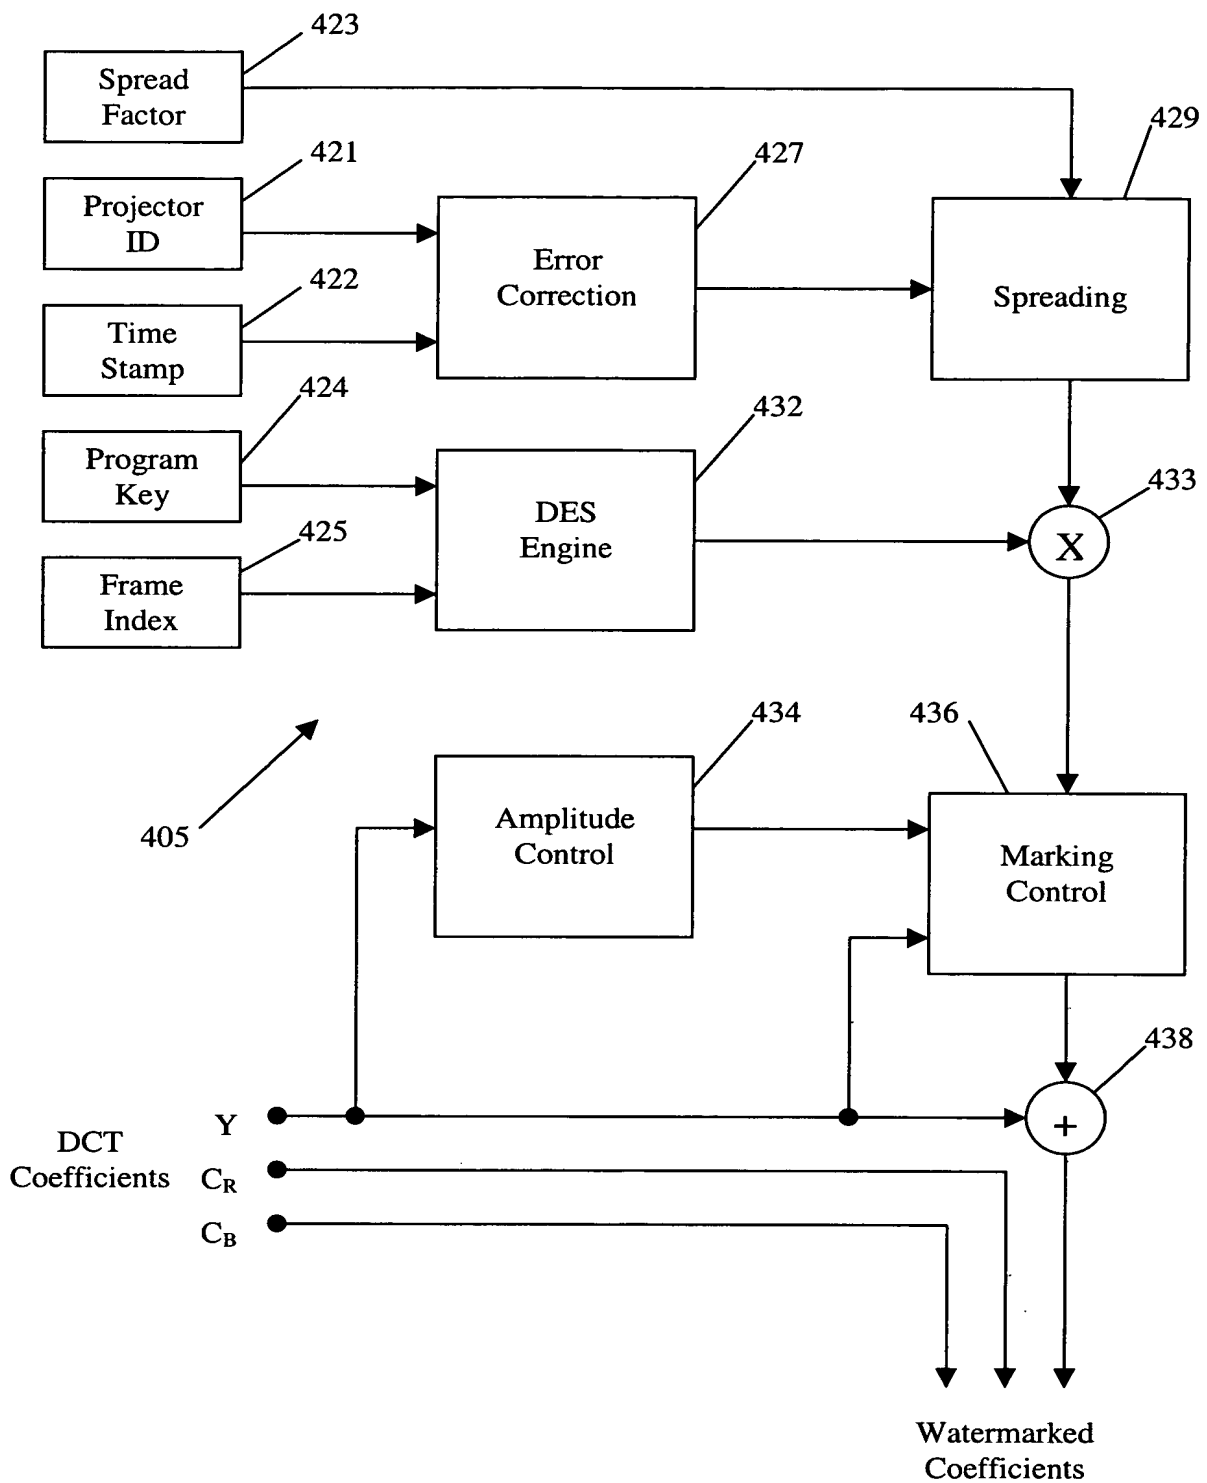 423
Spread
Factor
421
Projector
ID
422
Time
Stamp
424
Program
Key
425
Frame
Index
427
Error
Correction
429
Spreading
432
DES
Engine
433
X
405
434
Amplitude
Control
436
Marking
Control
438
+
DCT
Coefficients
Y
CR
CB
Watermarked
Coefficients